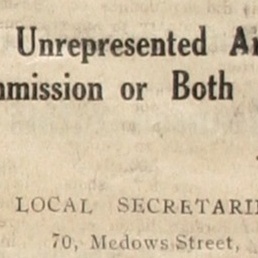 Unrepresented A
mmission or Both
LOCAL SECRETARI
70, Medows Street,